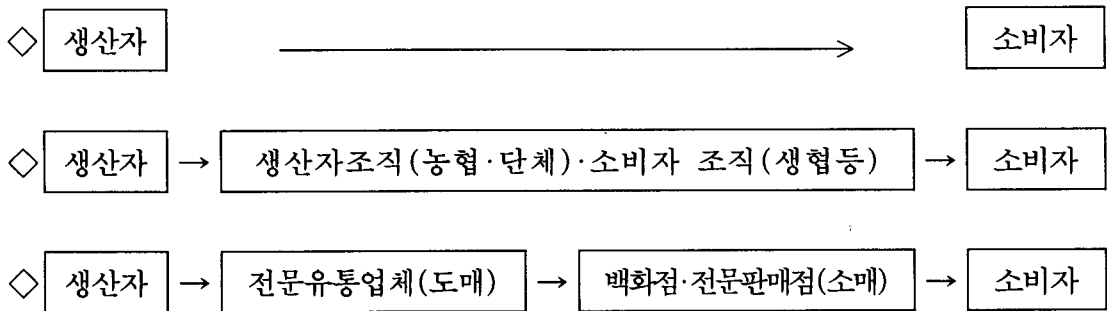 ◇ 생산자 → 소비자
◇ 생산자 → 생산자조직(농협·단체)·소비자 조직(생협등) → 소비자
◇ 생산자 → 전문유통업체(도매) → 백화점·전문판매점(소매) → 소비자